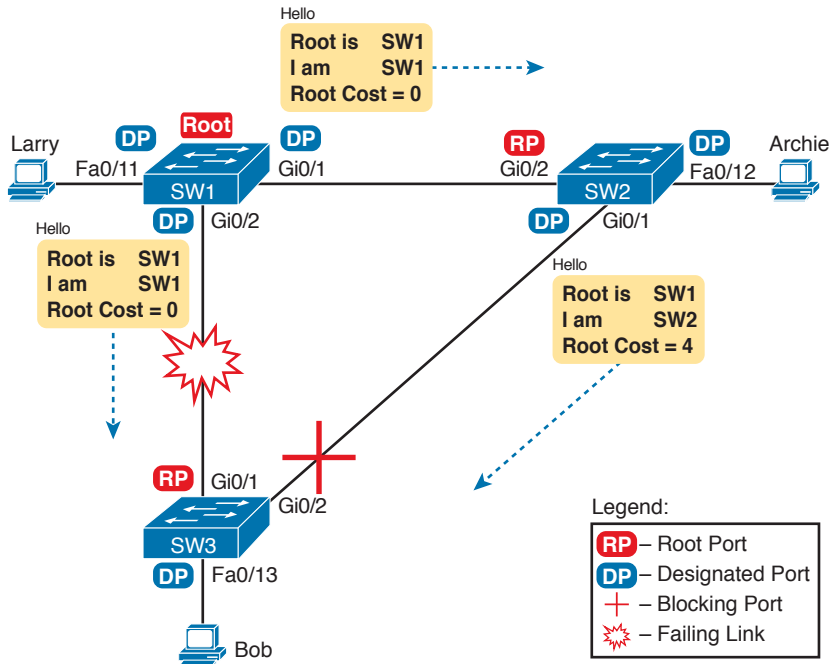 Hello
Root is SW1
I am SW1
Root Cost = 0
Larry
DP
Root
DP
RP
DP
Archie
Fa0/11
SW1
Gi0/1
Gi0/2
SW2
Fa0/12
DP
Gi0/2
DP
Gi0/1
Hello
Root is SW1
I am SW1
Root Cost = 0
Hello
Root is SW1
I am SW2
Root Cost = 4
RP
Gi0/1
Gi0/2
SW3
DP
Fa0/13
Bob
Legend:
RP – Root Port
DP – Designated Port
– Blocking Port
– Failing Link